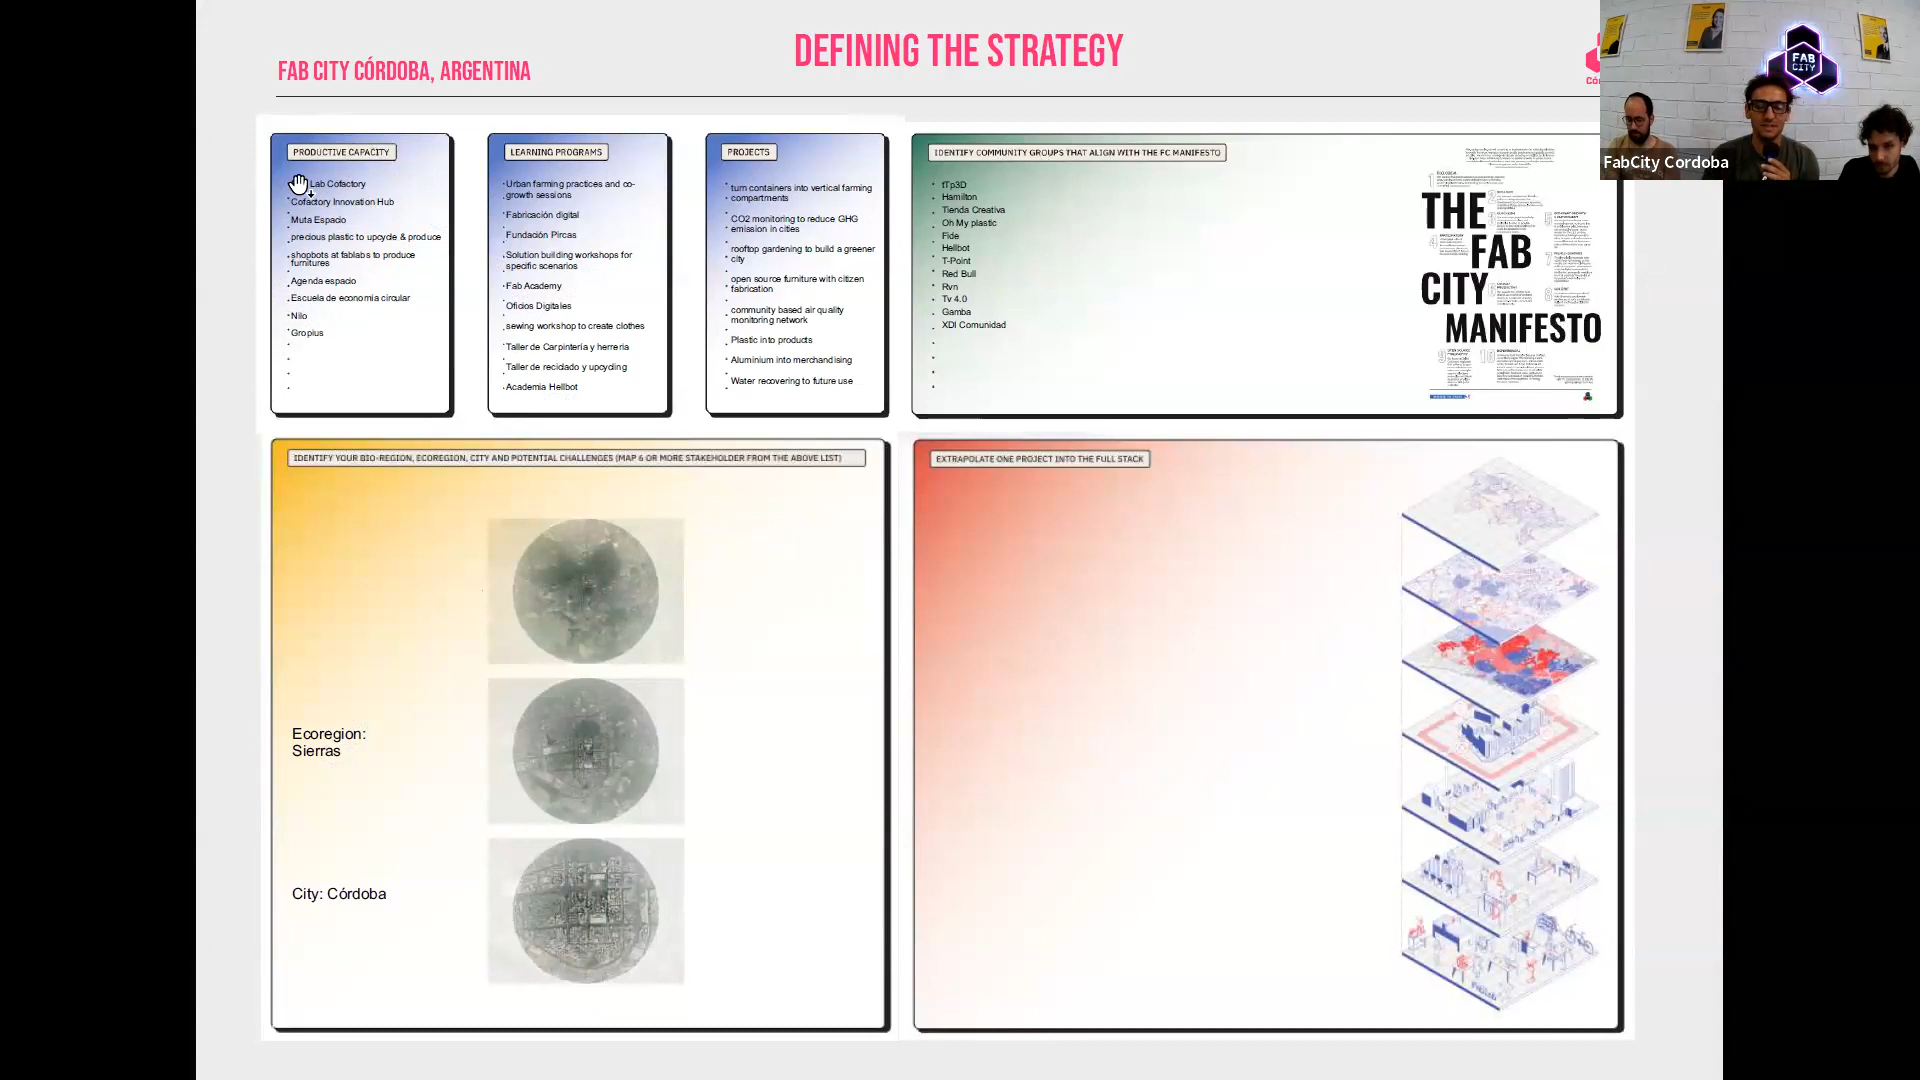 DEFINING THE STRATEGY
FAB CITY CÓRDOBA, ARGENTINA
FAB
CITY
FabCity Cordoba
PRODUCTIVE CAPACITY
Lab Cofactory
Cofactory Innovation Hub
Muta Espacio
precious plastic to upcycle & produce
shopbots at fablabs to produce
furnitures
Agenda espacio
Escuela de economía circular
Nilo
Gropius
LEARNING PROGRAMS
Urban farming practices and co-
growth sessions
Fabricación digital
Fundación Pircas
Solution building workshops for
specific scenarios
Fab Academy
Oficios Digitales
sewing workshop to create clothes
Taller de Carpintería y herrería
Taller de reciclado y upcycling
Academia Hellbot
PROJECTS
turn containers into vertical farming
compartments
CO2 monitoring to reduce GHG
emission in cities
rooftop gardening to build a greener
city
open source furniture with citizen
fabrication
community based air quality
monitoring network
Plastic into products
Aluminium into merchandising
Water recovering to future use
IDENTIFY COMMUNITY GROUPS THAT ALIGN WITH THE FC MANIFESTO
fTp3D
Hamilton
Tienda Creativa
Oh My plastic
Fide
Hellbot
T-Point
Red Bull
Rvn
Tv 4.0
Gamba
XDI Comunidad
THE
FAB
CITY
MANIFESTO
IDENTIFY YOUR BIO-REGION, ECOREGION, CITY AND POTENTIAL CHALLENGES (MAP 6 OR MORE STAKEHOLDER FROM THE ABOVE LIST)
Ecoregion:
Sierras
City: Córdoba
EXTRAPOLATE ONE PROJECT INTO THE FULL STACK